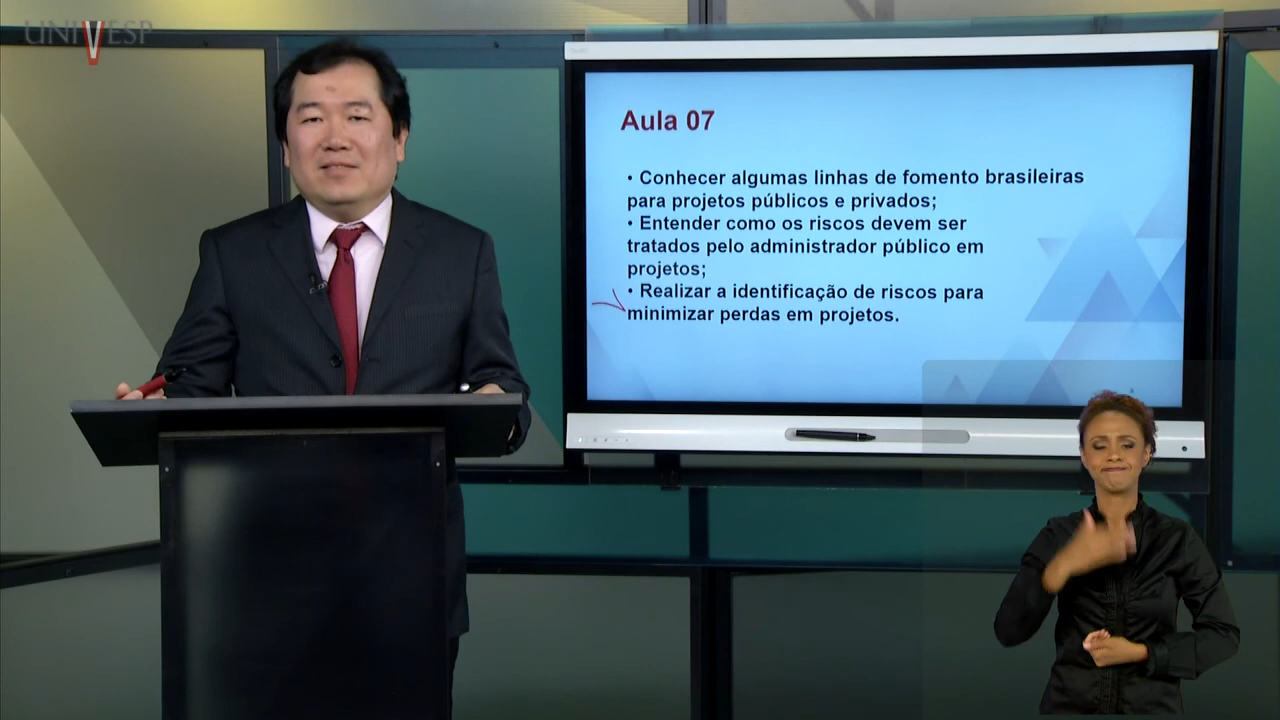 UNIVESP
Aula 07
• Conhecer algumas linhas de fomento brasileiras
para projetos públicos e privados;
• Entender como os riscos devem ser
tratados pelo administrador público em
projetos;
• Realizar a identificação de riscos para
minimizar perdas em projetos.